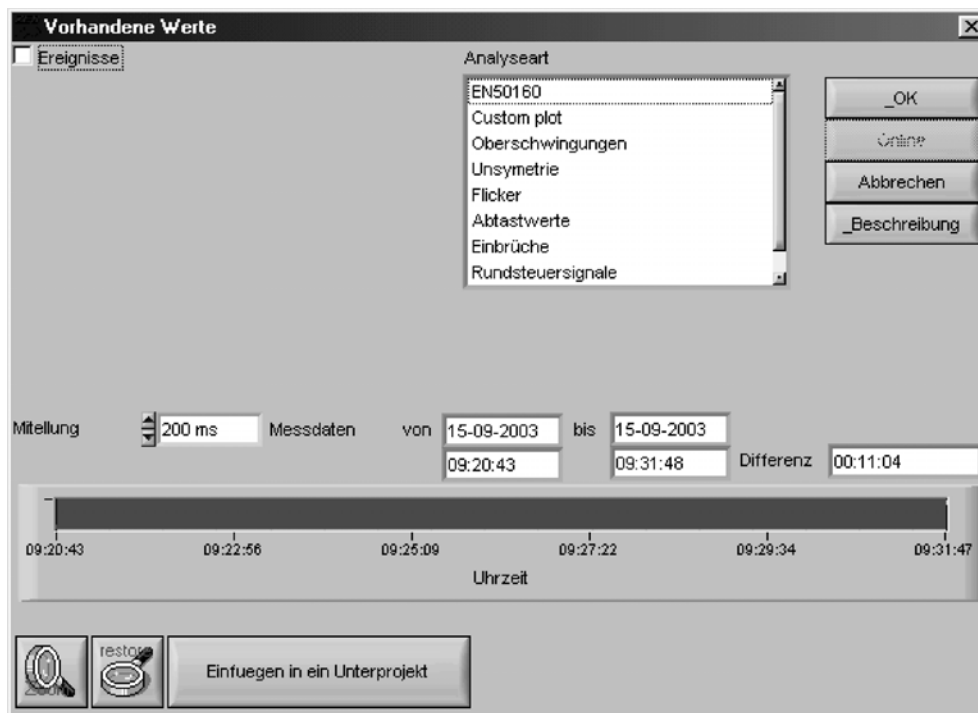 Vorhandene Werte
Ereignisse
Analyseart
EN50160
Custom plot
Oberschwingungen
Unsymetrie
Flicker
Abtastwerte
Einbrüche
Rundsteuersignale
_OK
Online
Abbrechen
_Beschreibung
Mitellung 200 ms Messdaten von 15-09-2003 bis 15-09-2003
09:20:43 09:31:48 Differenz 00:11:04
09:20:43 09:22:56 09:25:09 09:27:22 09:29:34 09:31:47
Uhrzeit
zoom restore
Einfuegen in ein Unterprojekt